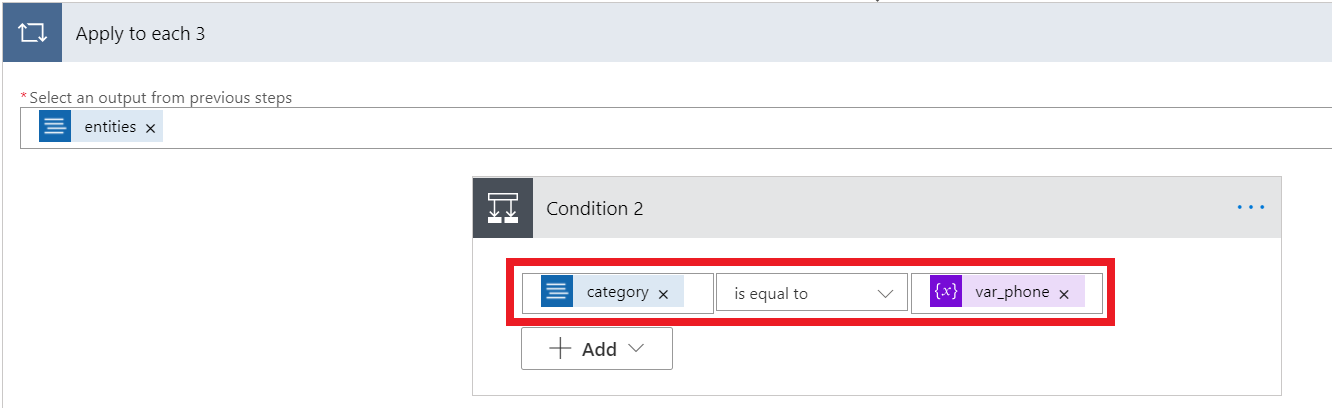 Apply to each 3
*Select an output from previous steps
entities ×
Condition 2
...
category × is equal to {x} var_phone ×
+ Add